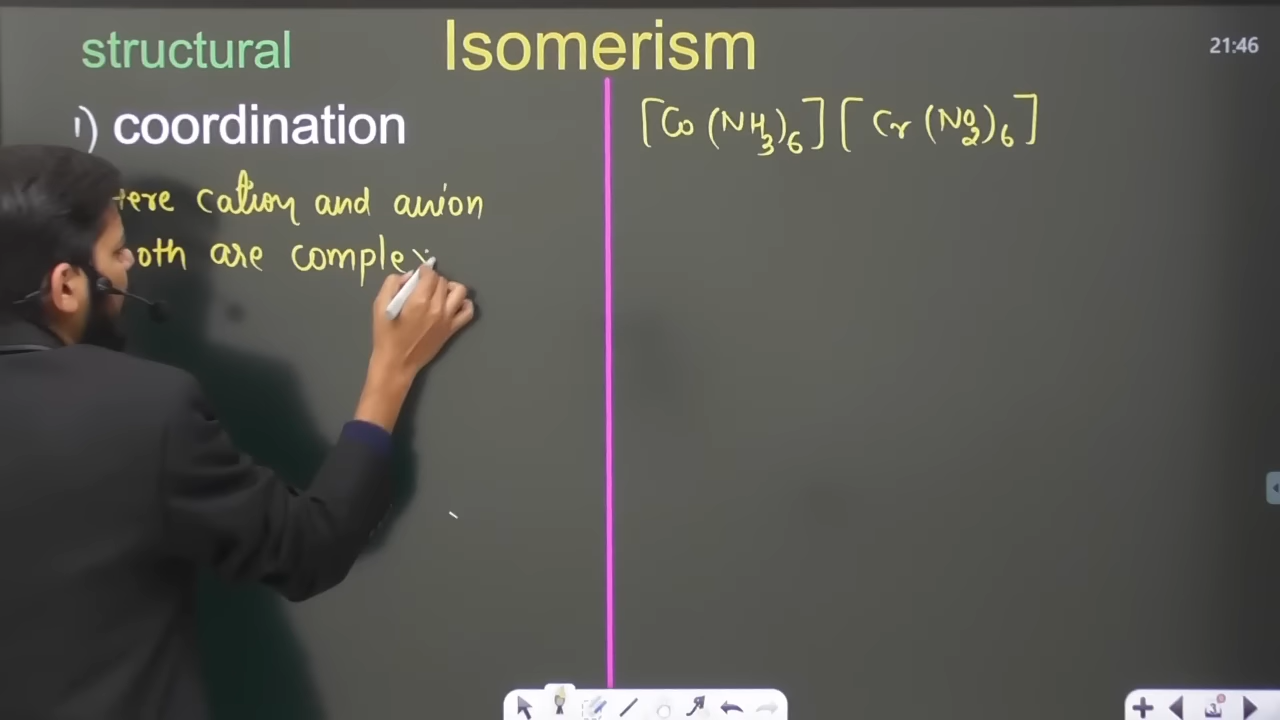 structural Isomerism
21:46
1) coordination
[Co(NH3)6][Cr(NO2)6]
cation and anion
are complex